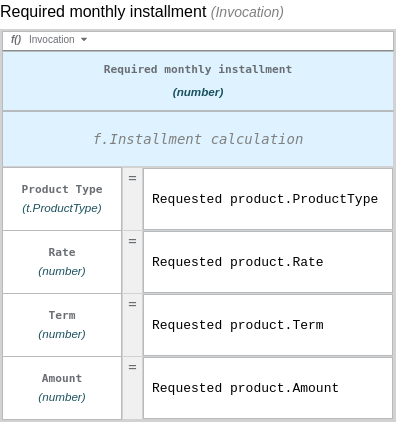 Required monthly installment (Invocation)
f() Invocation
Required monthly installment
(number)
f.Installment calculation
Product Type
(t.ProductType)
= Requested product.ProductType
Rate
(number)
= Requested product.Rate
Term
(number)
= Requested product.Term
Amount
(number)
= Requested product.Amount